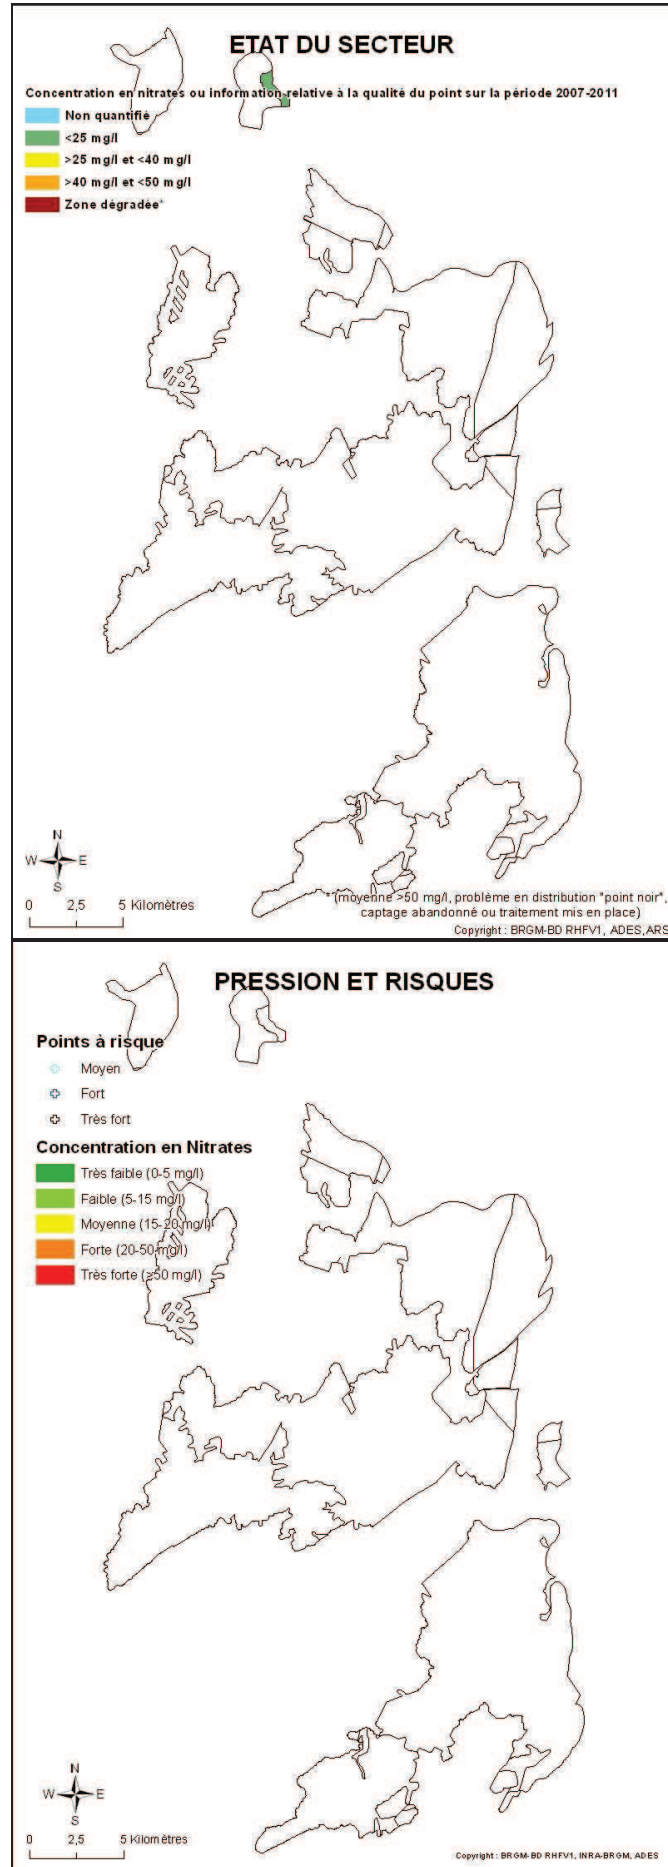 ETAT DU SECTEUR
Concentration en nitrates ou information relative à la qualité du point sur la période 2007-2011
Non quantifié
<25 mg/l
>25 mg/l et <40 mg/l
>40 mg/l et <50 mg/l
Zone dégradée*
N
W E
S
0 2,5 5 Kilomètres
* (moyenne >50 mg/l, problème en distribution "point noir",
captage abandonné ou traitement mis en place)
Copyright : BRGM-BD RHFV1, ADES,ARS
PRESSION ET RISQUES
Points à risque
Moyen
Fort
Très fort
Concentration en Nitrates
Très faible (0-5 mg/l)
Faible (5-15 mg/l)
Moyenne (15-20 mg/l)
Forte (20-50 mg/l)
Très forte (>50 mg/l)
N
W E
S
0 2,5 5 Kilomètres
Copyright : BRGM-BD RHFV1, INRA-BRGM, ADES